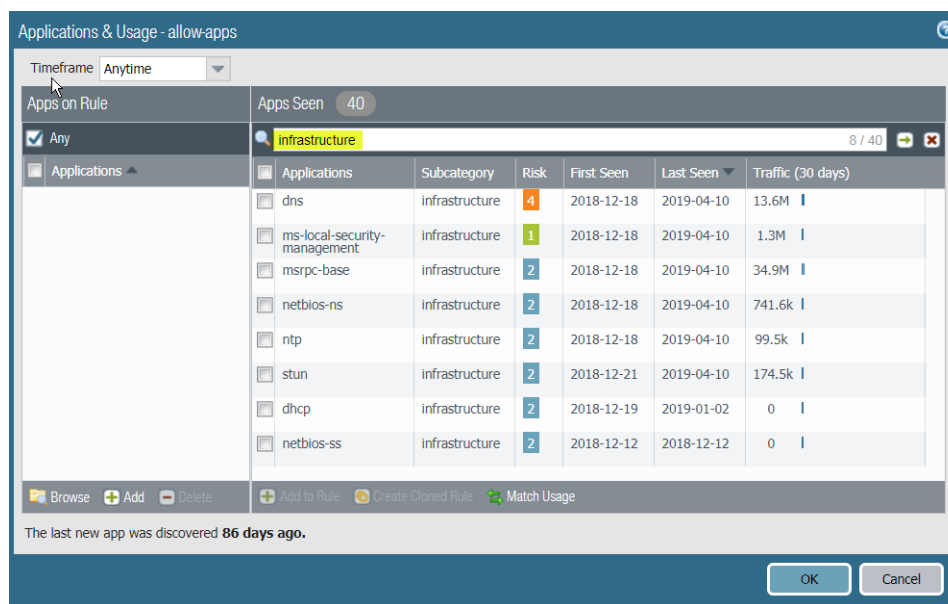 Applications & Usage - allow-apps
Timeframe Anytime
Apps on Rule
Apps Seen 40
Any
infrastructure 8 / 40
Applications
Applications Subcategory Risk First Seen Last Seen Traffic (30 days)
dns infrastructure 4 2018-12-18 2019-04-10 13.6M
ms-local-security-
management infrastructure 1 2018-12-18 2019-04-10 1.3M
msrpc-base infrastructure 2 2018-12-18 2019-04-10 34.9M
netbios-ns infrastructure 2 2018-12-18 2019-04-10 741.6k
ntp infrastructure 2 2018-12-18 2019-04-10 99.5k
stun infrastructure 2 2018-12-21 2019-04-10 174.5k
dhcp infrastructure 2 2018-12-19 2019-01-02 0
netbios-ss infrastructure 2 2018-12-12 2018-12-12 0
Browse Add Delete
Add to Rule Create Cloned Rule Match Usage
The last new app was discovered 86 days ago.
OK Cancel